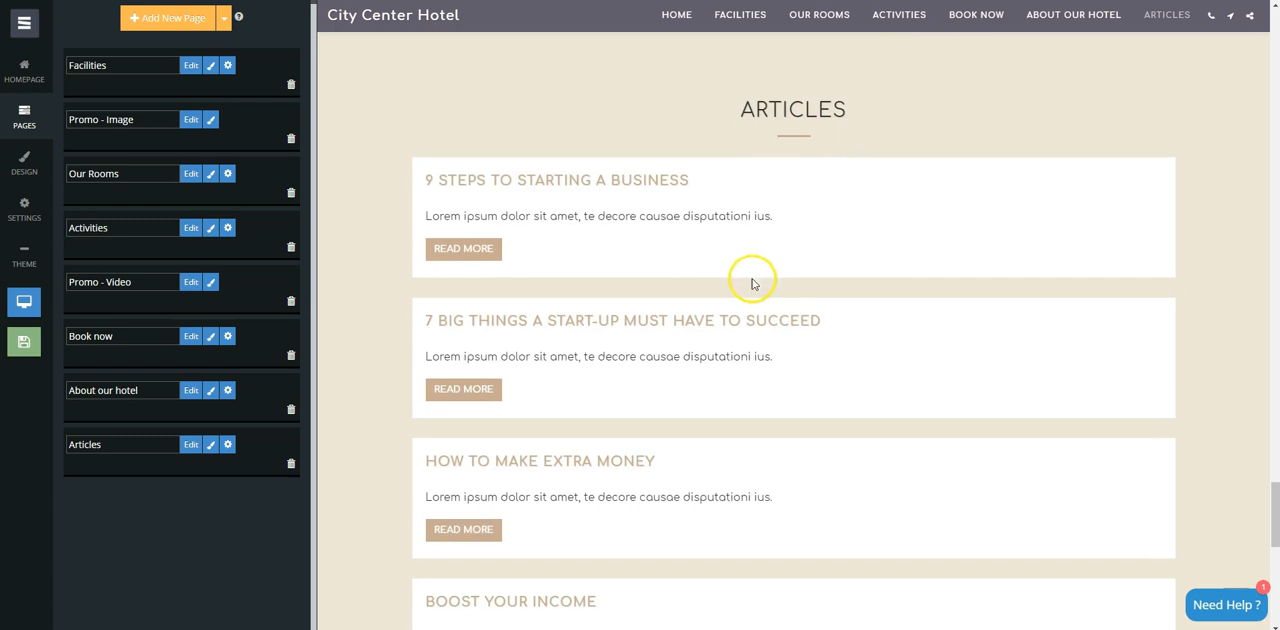 City Center Hotel
HOME FACILITIES OUR ROOMS ACTIVITIES BOOK NOW ABOUT OUR HOTEL ARTICLES
HOMEPAGE
PAGES
DESIGN
SETTINGS
THEME
Add New Page
Facilities Edit
Promo - Image Edit
Our Rooms Edit
Activities Edit
Promo - Video Edit
Book now Edit
About our hotel Edit
Articles Edit
ARTICLES
9 STEPS TO STARTING A BUSINESS
Lorem ipsum dolor sit amet, te decore causae disputationi ius.
READ MORE
7 BIG THINGS A START-UP MUST HAVE TO SUCCEED
Lorem ipsum dolor sit amet, te decore causae disputationi ius.
READ MORE
HOW TO MAKE EXTRA MONEY
Lorem ipsum dolor sit amet, te decore causae disputationi ius.
READ MORE
BOOST YOUR INCOME
1
Need Help ?